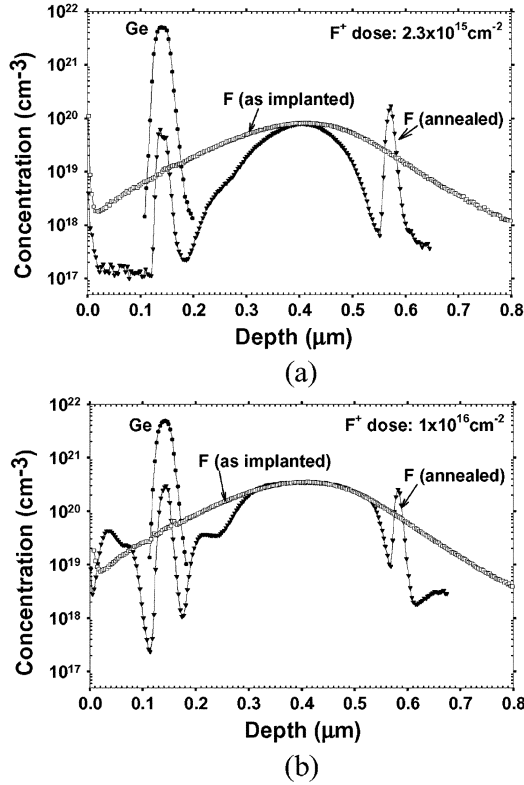 10²²
Ge
F⁺ dose: 2.3x10¹⁵cm⁻²
10²¹
F (as implanted)
10²⁰
F (annealed)
10¹⁹
10¹⁸
10¹⁷
Concentration (cm-3)
0.0 0.1 0.2 0.3 0.4 0.5 0.6 0.7 0.8
Depth (μm)
(a)
10²²
Ge
F⁺ dose: 1x10¹⁶cm⁻²
10²¹
F (as implanted)
F (annealed)
10²⁰
10¹⁹
10¹⁸
10¹⁷
Concentration (cm-3)
0.0 0.1 0.2 0.3 0.4 0.5 0.6 0.7 0.8
Depth (μm)
(b)